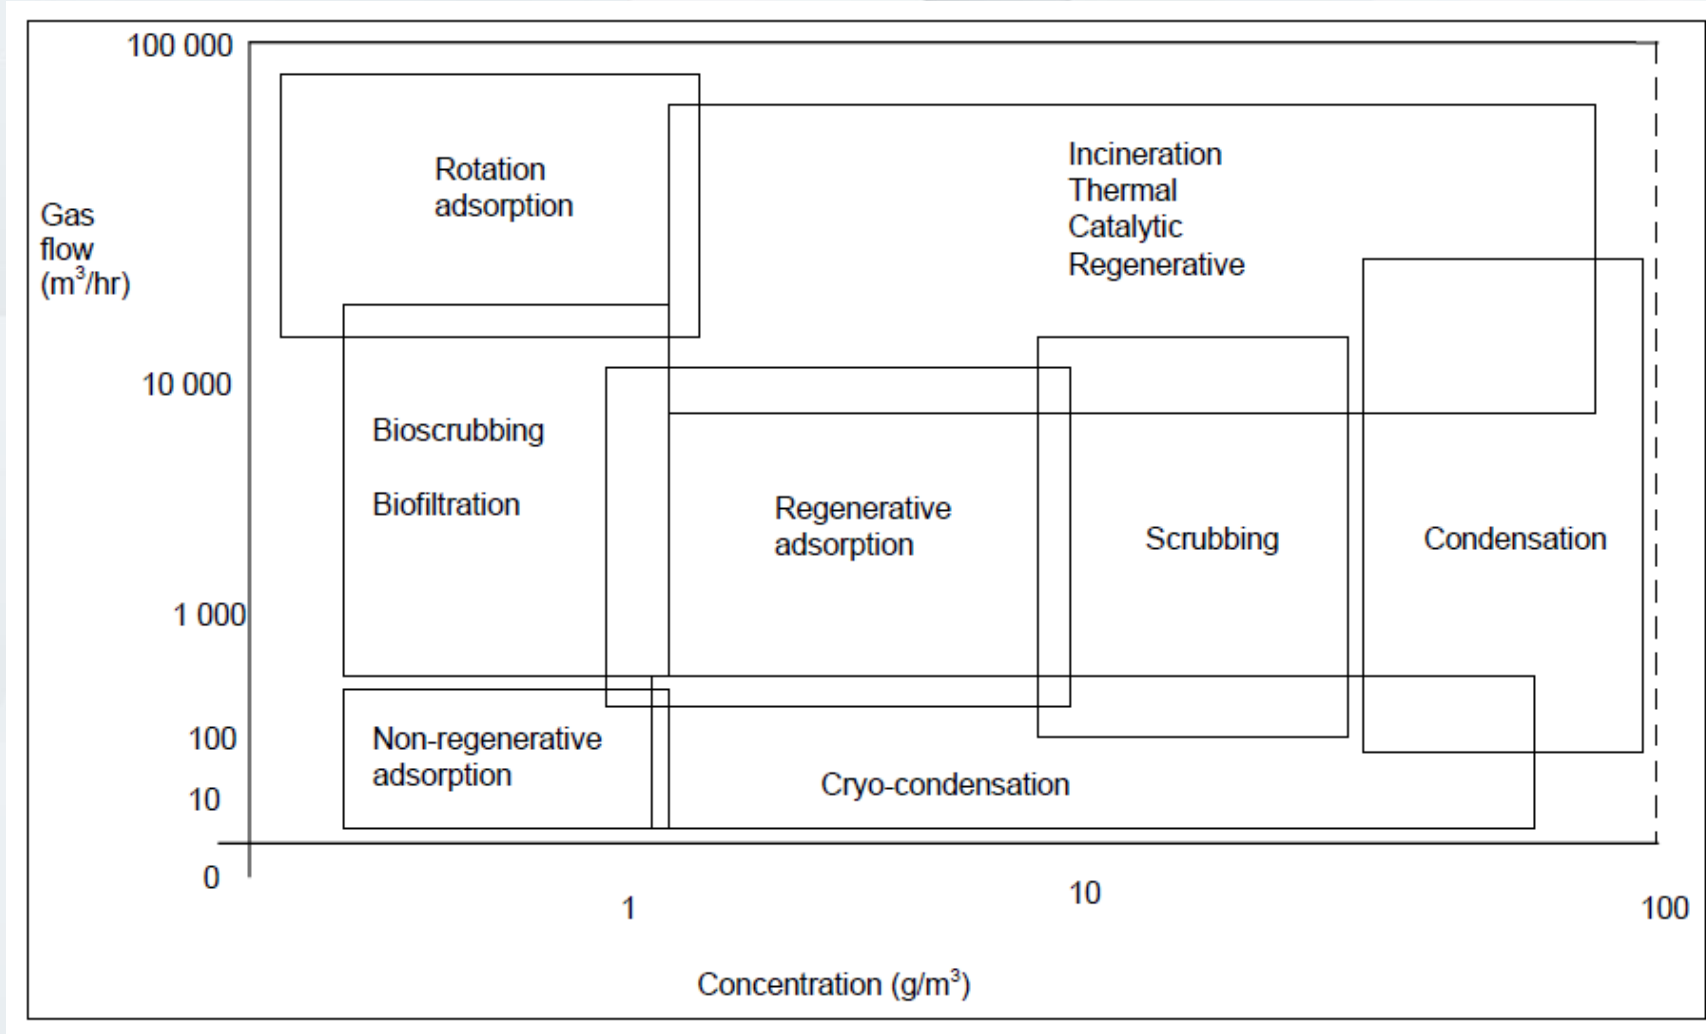 100 000
Rotation
adsorption
Incineration
Thermal
Catalytic
Regenerative
Gas
flow
(m³/hr)
10 000
Bioscrubbing
Biofiltration
Regenerative
adsorption
Scrubbing
Condensation
1 000
100
Non-regenerative
adsorption
10
Cryo-condensation
0
1
10
100
Concentration (g/m³)